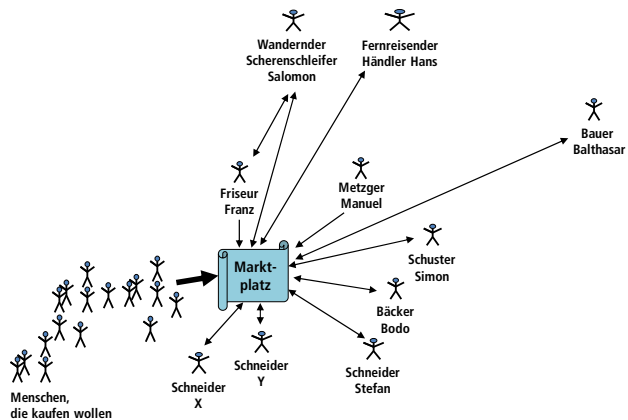 Wandernder
Scherenschleifer
Salomon
Fernreisender
Händler Hans
Bauer
Balthasar
Friseur
Franz
Metzger
Manuel
Markt-
platz
Schuster
Simon
Bäcker
Bodo
Schneider
Stefan
Schneider
Y
Schneider
X
Menschen,
die kaufen wollen